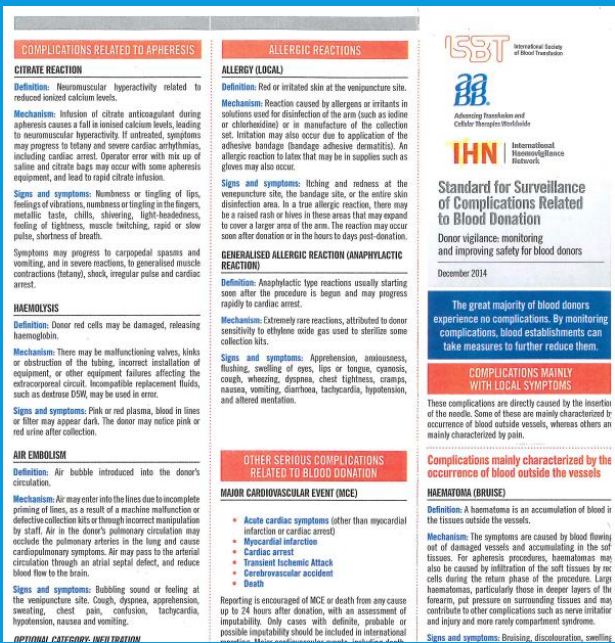 COMPLICATIONS RELATED TO APHERESIS
CITRATE REACTION
Definition: Neuromuscular hyperactivity related to
reduced ionized calcium levels.
Mechanism: Infusion of citrate anticoagulant during
apheresis causes a fall in ionised calcium levels, leading
to neuromuscular hyperactivity. If untreated, symptoms
may progress to tetany and severe cardiac arrhythmias,
including cardiac arrest. Operator error with mix up of
saline and citrate bags may occur with some apheresis
equipment, and lead to rapid citrate infusion.
Signs and symptoms: Numbness or tingling of lips,
feelings of vibrations, numbness or tingling in the fingers,
metallic taste, chills, shivering, light-headedness,
feeling of tightness, muscle twitching, rapid or slow
pulse, shortness of breath.
Symptoms may progress to carpopedal spasms and
vomiting, and in severe reactions, to generalised muscle
contractions (tetany), shock, irregular pulse and cardiac
arrest.
HAEMOLYSIS
Definition: Donor red cells may be damaged, releasing
haemoglobin.
Mechanism: There may be malfunctioning valves, kinks
or obstruction of the tubing, incorrect installation of
equipment, or other equipment failures affecting the
extracorporeal circuit. Incompatible replacement fluids,
such as dextrose D5W, may be used in error.
Signs and symptoms: Pink or red plasma, blood in lines
or filter may appear dark. The donor may notice pink or
red urine after collection.
AIR EMBOLISM
Definition: Air bubble introduced into the donor's
circulation.
Mechanism: Air may enter into the lines due to incomplete
priming of lines, as a result of a machine malfunction or
defective collection kits or through incorrect manipulation
by staff. Air in the donor's pulmonary circulation may
occlude the pulmonary arteries in the lung and cause
cardiopulmonary symptoms. Air may pass to the arterial
circulation through an atrial septal defect, and reduce
blood flow to the brain.
Signs and symptoms: Bubbling sound or feeling at
the venipuncture site. Cough, dyspnea, apprehension,
sweating, chest pain, confusion, tachycardia,
hypotension, nausea and vomiting.
OPTIONAL CATEGORY: INFILTRATION
ALLERGIC REACTIONS
ALLERGY (LOCAL)
Definition: Red or irritated skin at the venipuncture site.
Mechanism: Reaction caused by allergens or irritants in
solutions used for disinfection of the arm (such as iodine
or chlorhexidine) or in manufacture of the collection
set. Irritation may also occur due to application of the
adhesive bandage (bandage adhesive dermatitis). An
allergic reaction to latex that may be in supplies such as
gloves may also occur.
Signs and symptoms: Itching and redness at the
venipuncture site, the bandage site, or the entire skin
disinfection area. In a true allergic reaction, there may
be a raised rash or hives in these areas that may expand
to cover a larger area of the arm. The reaction may occur
soon after donation or in the hours to days post-donation.
GENERALISED ALLERGIC REACTION (ANAPHYLACTIC
REACTION)
Definition: Anaphylactic type reactions usually starting
soon after the procedure is begun and may progress
rapidly to cardiac arrest.
Mechanism: Extremely rare reactions, attributed to donor
sensitivity to ethylene oxide gas used to sterilize some
collection kits.
Signs and symptoms: Apprehension, anxiousness,
flushing, swelling of eyes, lips or tongue, cyanosis,
cough, wheezing, dyspnea, chest tightness, cramps,
nausea, vomiting, diarrhoea, tachycardia, hypotension,
and altered mentation.
OTHER SERIOUS COMPLICATIONS
RELATED TO BLOOD DONATION
MAJOR CARDIOVASCULAR EVENT (MCE)
• Acute cardiac symptoms (other than myocardial
infarction or cardiac arrest)
• Myocardial infarction
• Cardiac arrest
• Transient Ischemic Attack
• Cerebrovascular accident
• Death
Reporting is encouraged of MCE or death from any cause
up to 24 hours after donation, with an assessment of
imputability. Only cases with definite, probable or
possible imputability should be included in international
ISBT
International Society
of Blood Transfusion
aaBB
Advancing Transfusion and
Cellular Therapies Worldwide
IHN
International
Haemovigilance
Network
Standard for Surveillance
of Complications Related
to Blood Donation
Donor vigilance: monitoring
and improving safety for blood donors
December 2014
The great majority of blood donors
experience no complications. By monitoring
complications, blood establishments can
take measures to further reduce them.
COMPLICATIONS MAINLY
WITH LOCAL SYMPTOMS
These complications are directly caused by the insertion
of the needle. Some of these are mainly characterized by
occurrence of blood outside vessels, whereas others are
mainly characterized by pain.
Complications mainly characterized by the
occurrence of blood outside the vessels
HAEMATOMA (BRUISE)
Definition: A haematoma is an accumulation of blood in
the tissues outside the vessels.
Mechanism: The symptoms are caused by blood flowing
out of damaged vessels and accumulating in the soft
tissues. For apheresis procedures, haematomas may
also be caused by infiltration of the soft tissues by red
cells during the return phase of the procedure. Large
haematomas, particularly those in deeper layers of the
forearm, put pressure on surrounding tissues and may
contribute to other complications such as nerve irritation
and injury and more rarely compartment syndrome.
Signs and symptoms: Bruising, discolouration, swelling